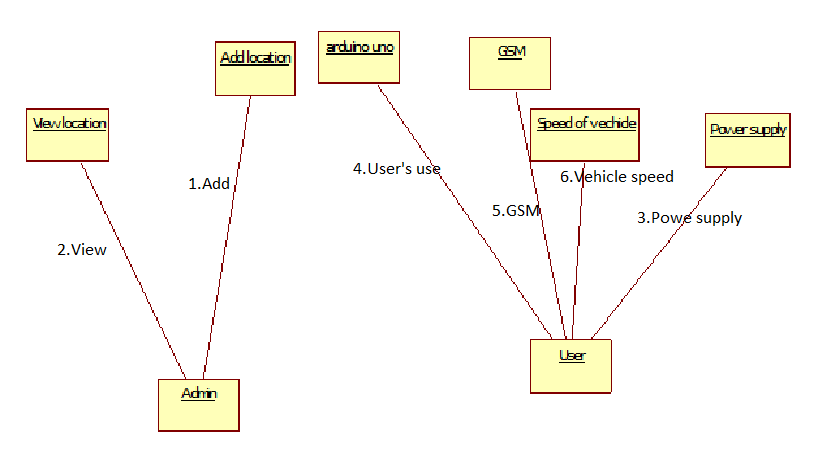 arduino uno
GSM
Add location
View location
Speed of vechicle
Power supply
4.User's use
6.Vehicle speed
1.Add
5.GSM
3.Powe supply
2.View
User
Admin